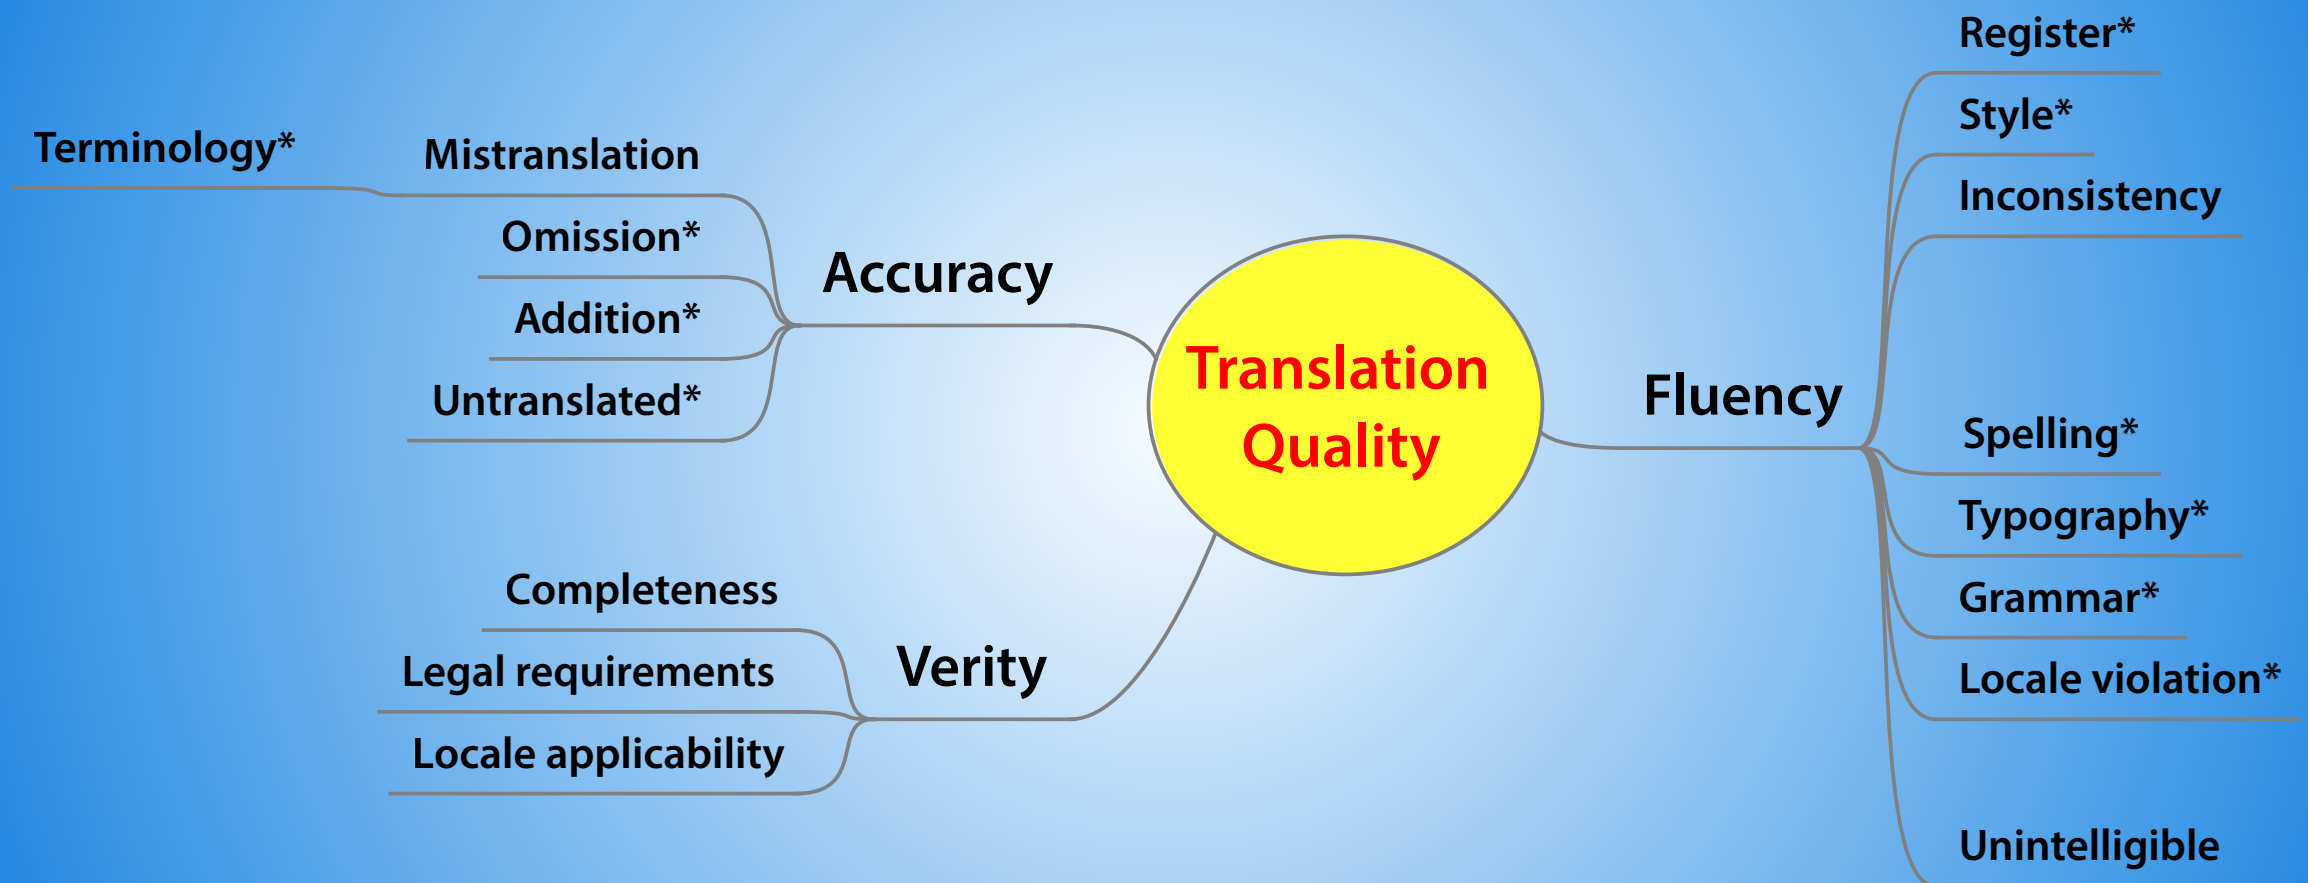 Terminology*
Mistranslation
Omission*
Addition*
Untranslated*
Accuracy
Completeness
Legal requirements
Locale applicability
Verity
Translation
Quality
Fluency
Register*
Style*
Inconsistency
Spelling*
Typography*
Grammar*
Locale violation*
Unintelligible